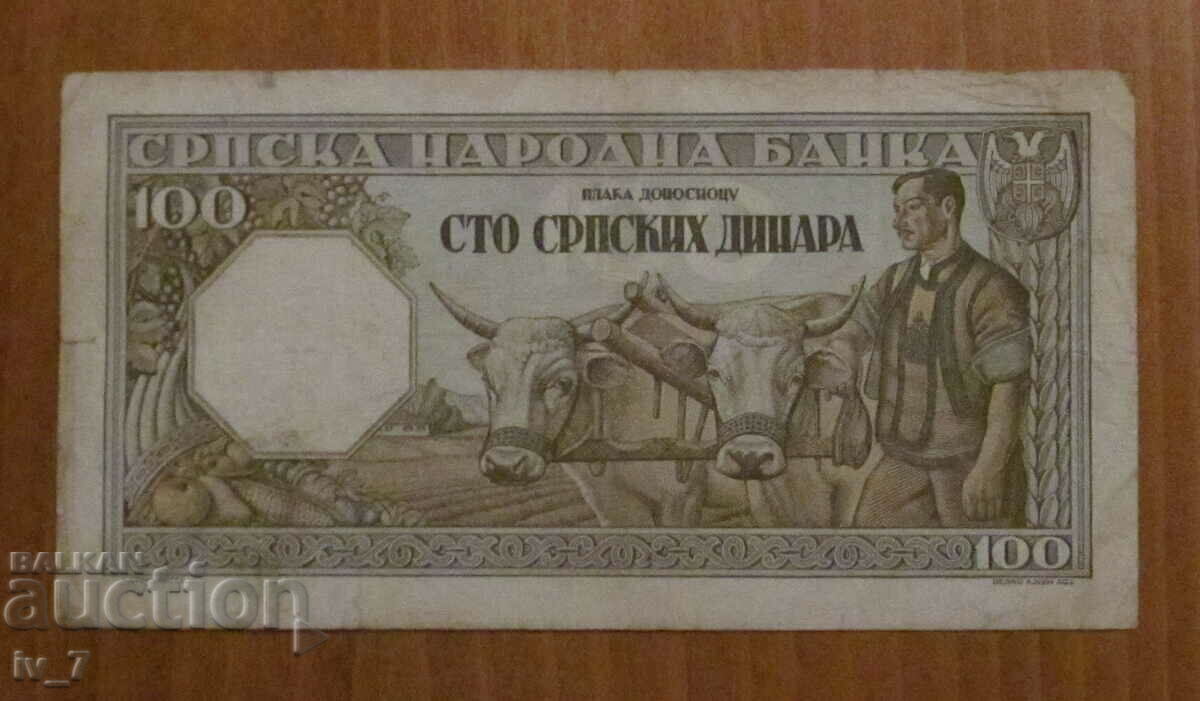 СРПСКА НАРОДНА БАНКА
100
ПЛАЋА ДОНОСИОЦУ
СТО СРПСКИХ ДИНАРА
100
BALKAN
auction
iv_7